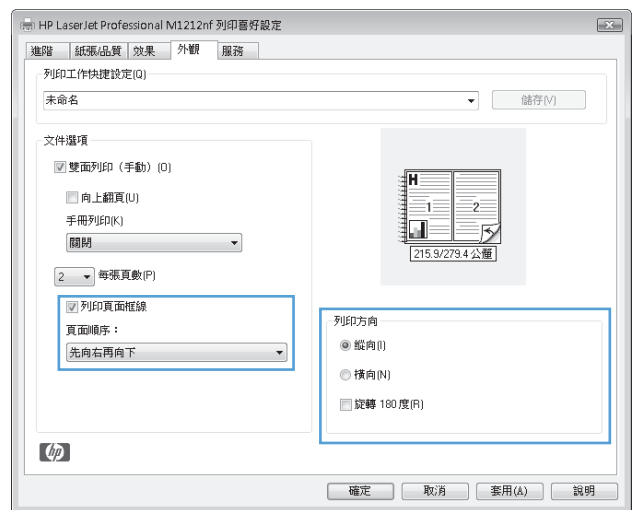 HP LaserJet Professional M1212nf 列印喜好設定
進階 紙張/品質 效果 外觀 服務
列印工作快捷設定(Q)
未命名 儲存(V)
文件選項
雙面列印（手動）(O)
向上翻頁(U)
手冊列印(K)
關閉
2 每張頁數(P)
列印頁面框線
頁面順序：
先向右再向下
H
1 2
215.9/279.4 公釐
列印方向
縱向(I)
橫向(N)
旋轉 180 度(R)
hp
確定 取消 套用(A) 說明